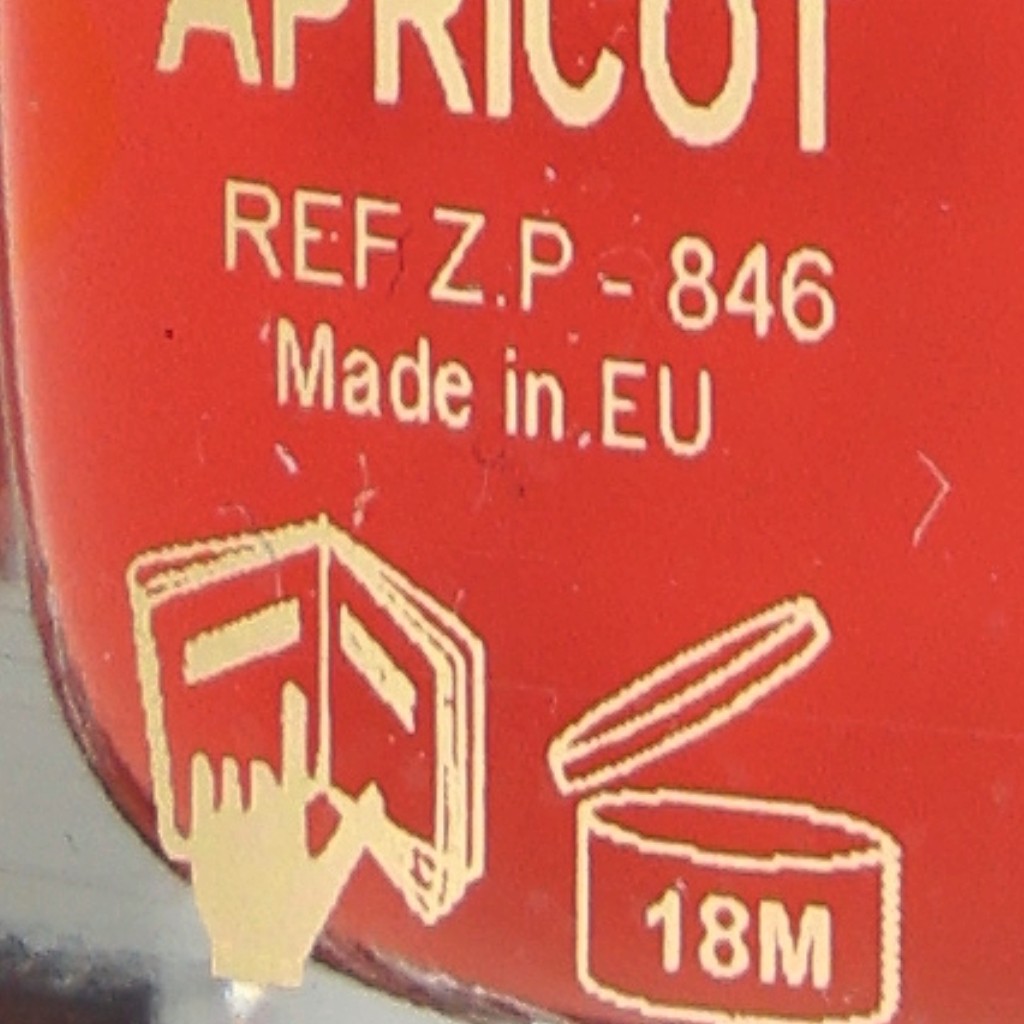 APRICOT
REF Z.P - 846
Made in EU
18M